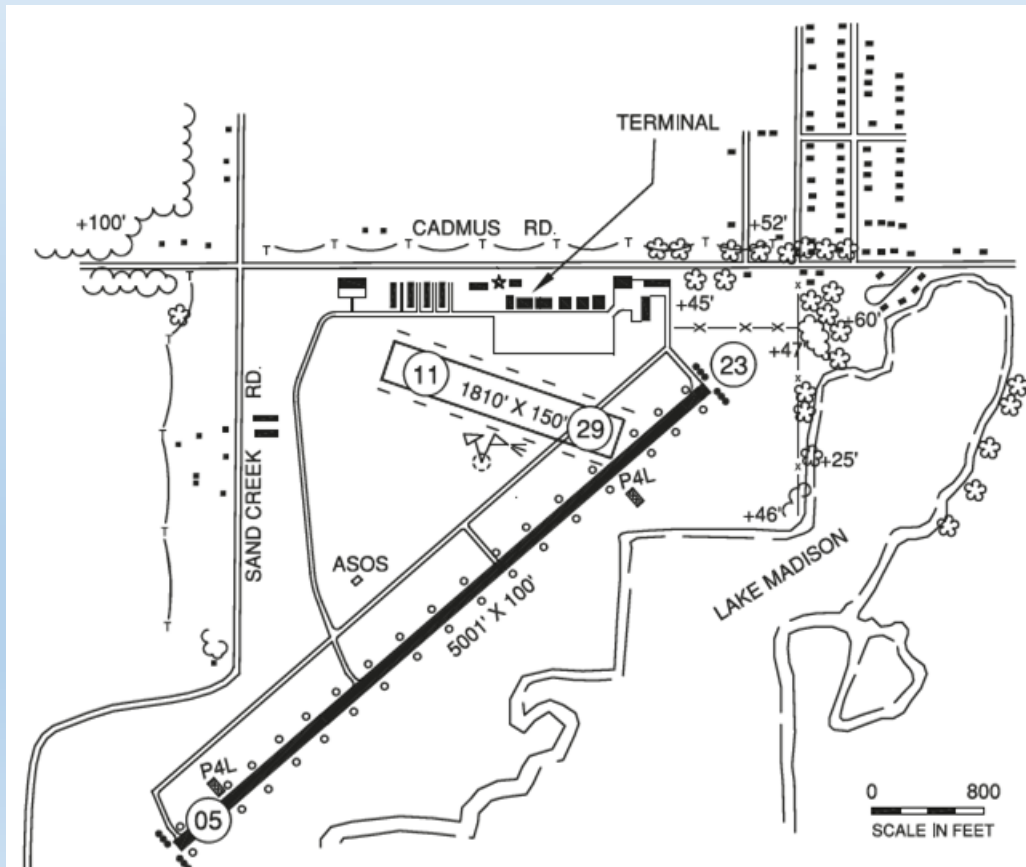 TERMINAL
+100'
CADMUS RD.
+52'
T T T T T T T T
+45'
+60'
+47'
23
11
1810' X 150'
29
SAND CREEK RD.
T
T
T
T
P4L
+25'
+46'
ASOS
LAKE MADISON
5001' X 100'
P4L
05
0 800
SCALE IN FEET